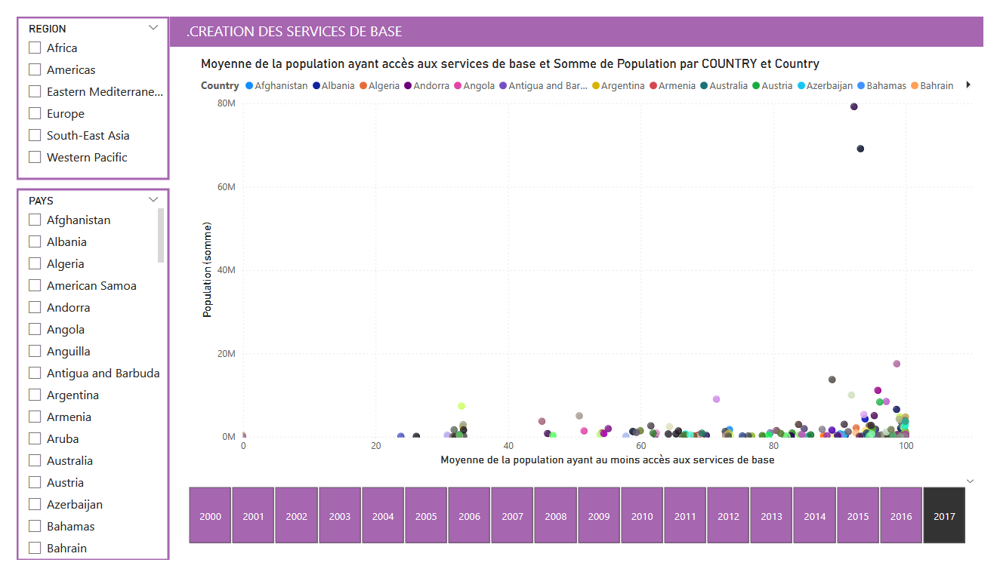 REGION
Africa
Americas
Eastern Mediterrane...
Europe
South-East Asia
Western Pacific
PAYS
Afghanistan
Albania
Algeria
American Samoa
Andorra
Angola
Anguilla
Antigua and Barbuda
Argentina
Armenia
Aruba
Australia
Austria
Azerbaijan
Bahamas
Bahrain
.CREATION DES SERVICES DE BASE
Moyenne de la population ayant accès aux services de base et Somme de Population par COUNTRY et Country
Country Afghanistan Albania Algeria Andorra Angola Antigua and Bar... Argentina Armenia Australia Austria Azerbaijan Bahamas Bahrain
80M
60M
40M
20M
0M
Population (somme)
0 20 40 60 80 100
Moyenne de la population ayant au moins accès aux services de base
2000 2001 2002 2003 2004 2005 2006 2007 2008 2009 2010 2011 2012 2013 2014 2015 2016 2017